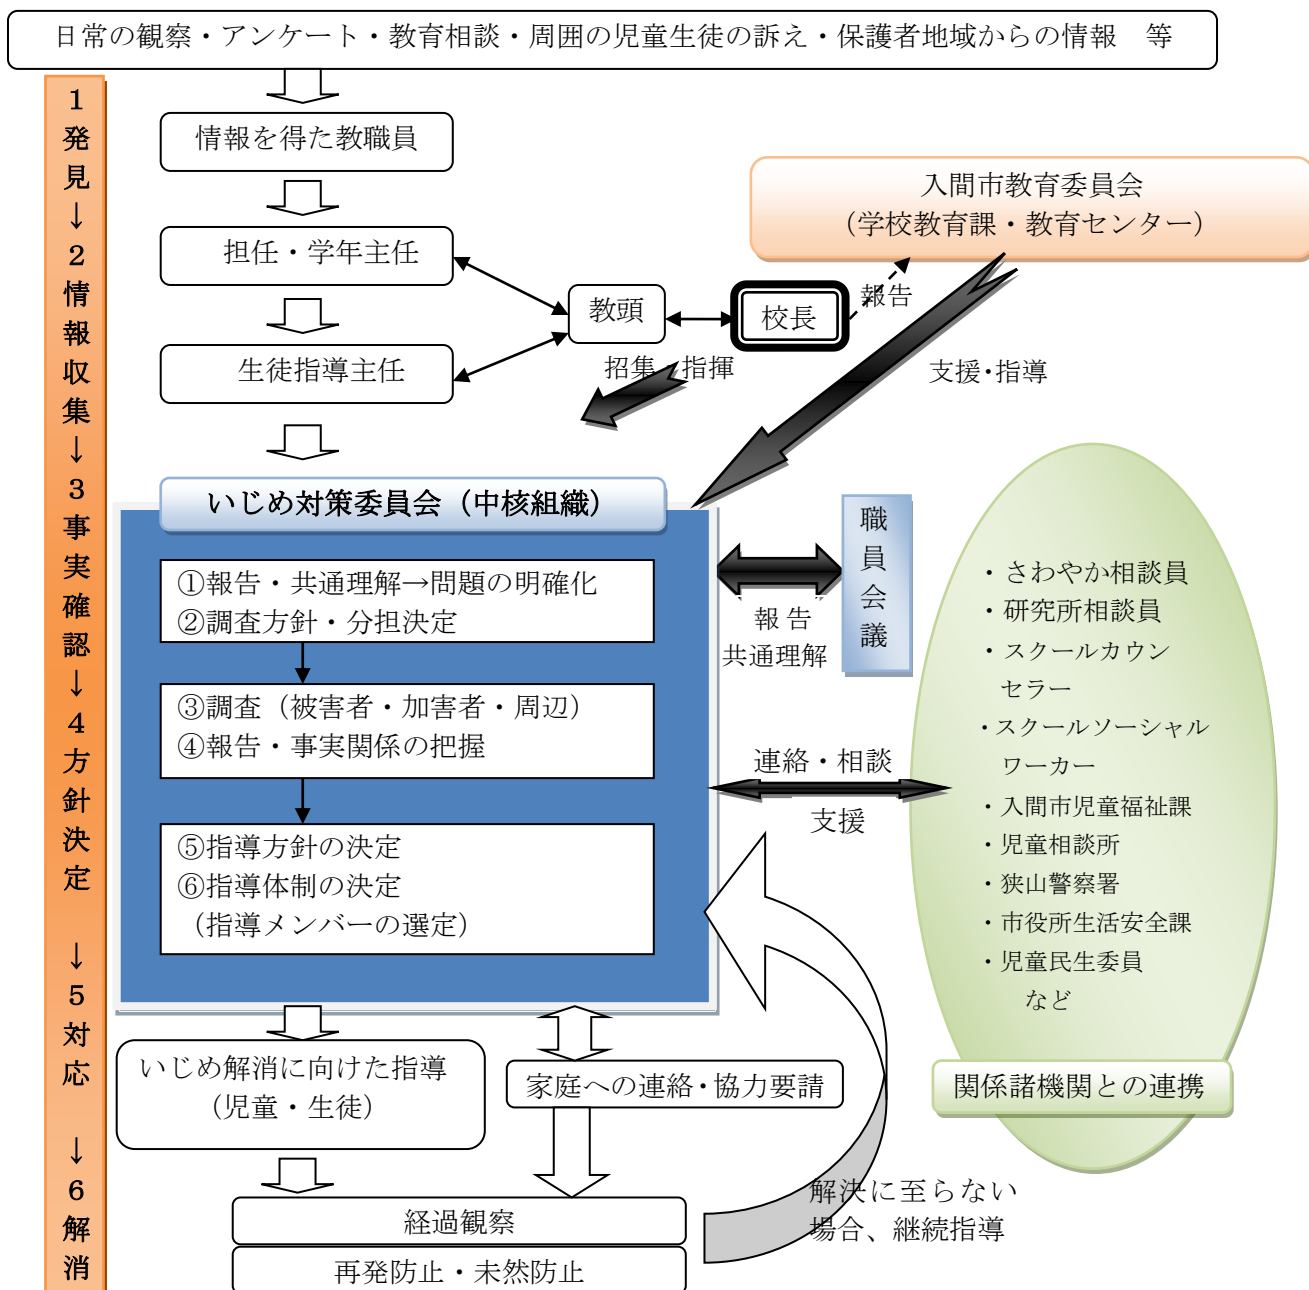 日常の観察・アンケート・教育相談・周囲の児童生徒の訴え・保護者地域からの情報　等
1発見→2情報収集→3事実確認→4方針決定　→5対応　→6解消
情報を得た教職員
担任・学年主任
生徒指導主任
教頭
校長
報告
招集・指揮
入間市教育委員会
（学校教育課・教育センター）
支援・指導
いじめ対策委員会（中核組織）
①報告・共通理解→問題の明確化
②調査方針・分担決定
③調査（被害者・加害者・周辺）
④報告・事実関係の把握
⑤指導方針の決定
⑥指導体制の決定
（指導メンバーの選定）
職員会議
報告
共通理解
連絡・相談
支援
・さわやか相談員
・研究所相談員
・スクールカウン
セラー
・スクールソーシャル
ワーカー
・入間市児童福祉課
・児童相談所
・狭山警察署
・市役所生活安全課
・児童民生委員
など
関係諸機関との連携
いじめ解消に向けた指導
（児童・生徒）
家庭への連絡・協力要請
経過観察
再発防止・未然防止
解決に至らない
場合、継続指導